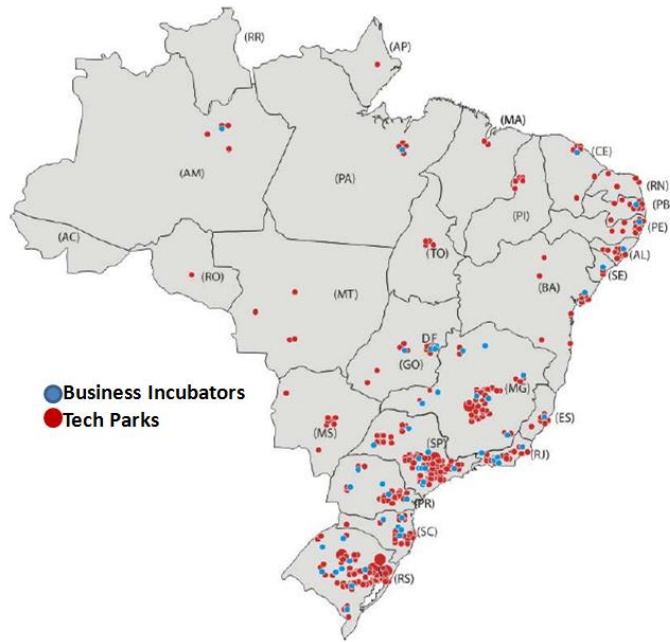 (RR)
(AP)
(MA)
(CE)
(AM)
(PA)
(RN)
(PB)
(PI)
(PE)
(AC)
(TO)
(AL)
(RO)
(SE)
(MT)
(BA)
DF
(GO)
Business Incubators
(MG)
Tech Parks
(MS)
(ES)
(SP)
(RJ)
(PR)
(SC)
(RS)